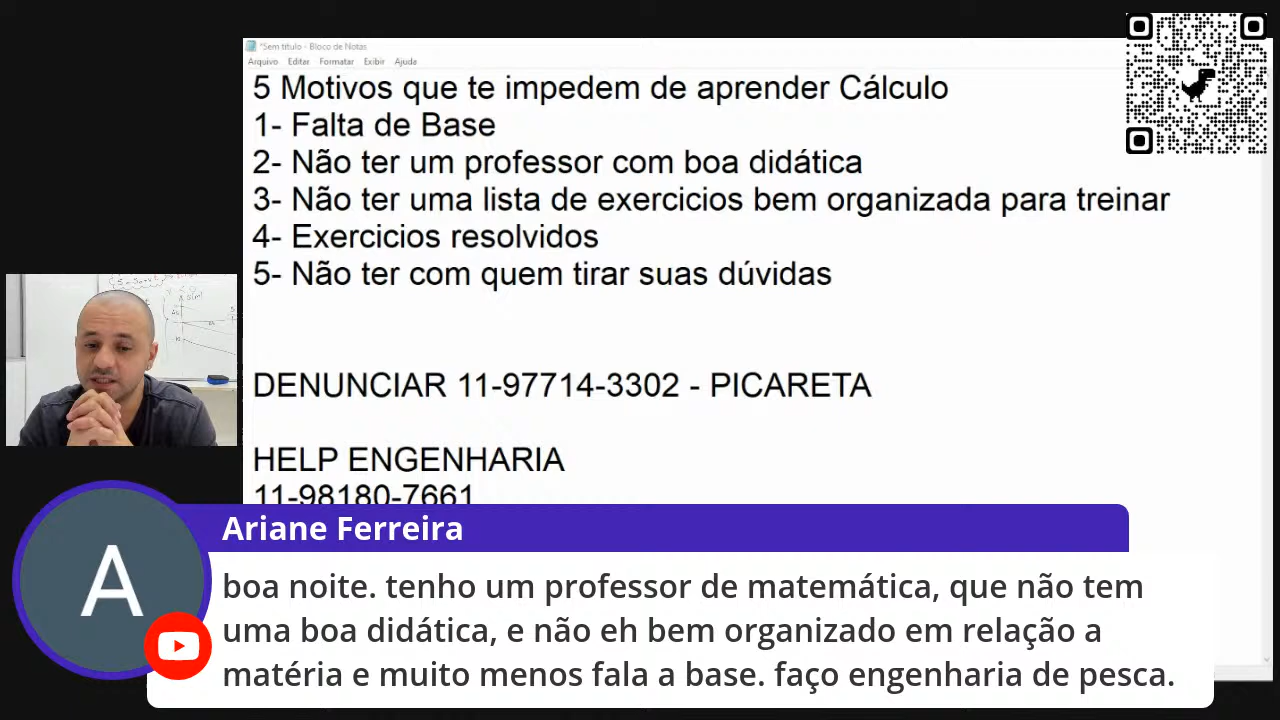 *Sem título - Bloco de Notas
Arquivo Editar Formatar Exibir Ajuda
5 Motivos que te impedem de aprender Cálculo
1- Falta de Base
2- Não ter um professor com boa didática
3- Não ter uma lista de exercicios bem organizada para treinar
4- Exercicios resolvidos
5- Não ter com quem tirar suas dúvidas
DENUNCIAR 11-97714-3302 - PICARETA
HELP ENGENHARIA
11-98180-7661
A
Ariane Ferreira
boa noite. tenho um professor de matemática, que não tem
uma boa didática, e não eh bem organizado em relação a
matéria e muito menos fala a base. faço engenharia de pesca.